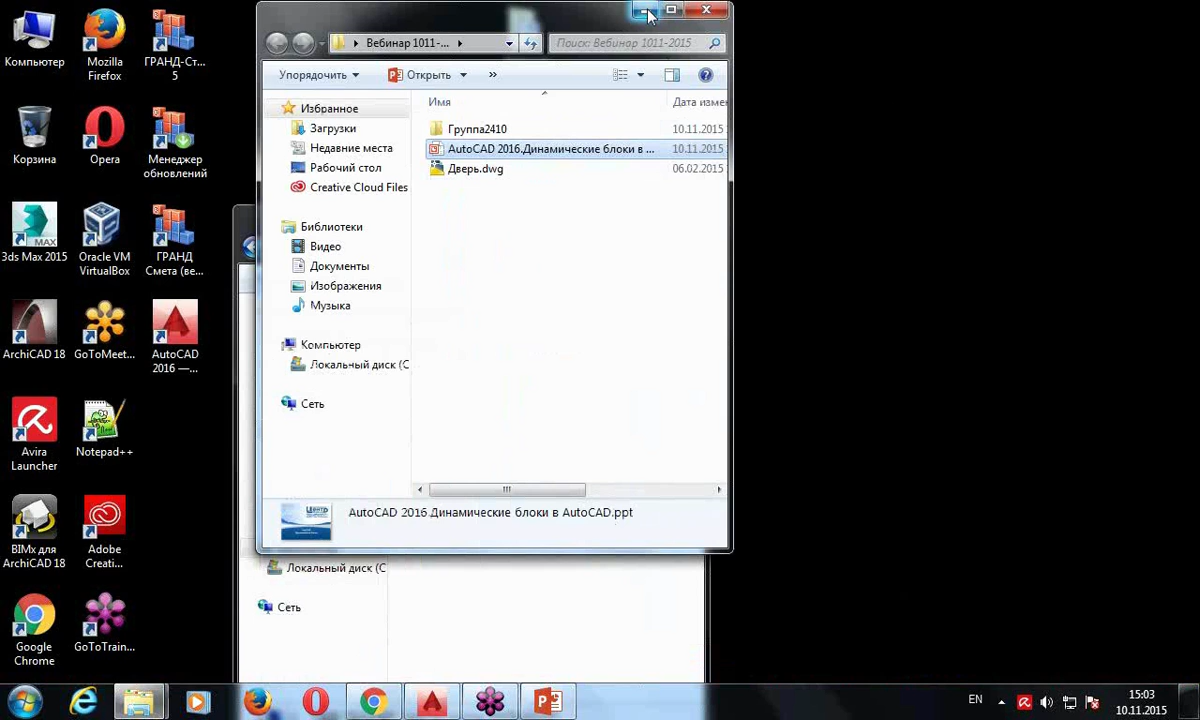 Компьютер
Mozilla
Firefox
ГРАНД-Ст...
5
Корзина
Opera
Менеджер
обновлений
3ds Max 2015
Oracle VM
VirtualBox
ГРАНД
Смета (ве...
ArchiCAD 18
GoToMeet...
AutoCAD
2016 —...
Avira
Launcher
Notepad++
BIMx для
ArchiCAD 18
Adobe
Creati...
Google
Chrome
GoToTrain...
Вебинар 1011-...
Поиск: Вебинар 1011-2015
Упорядочить
Открыть
»
Избранное
Загрузки
Недавние места
Рабочий стол
Creative Cloud Files
Библиотеки
Видео
Документы
Изображения
Музыка
Компьютер
Локальный диск (C
Сеть
Имя
Дата измен
Группа2410
10.11.2015
AutoCAD 2016.Динамические блоки в ...
10.11.2015
Дверь.dwg
06.02.2015
AutoCAD 2016.Динамические блоки в AutoCAD.ppt
Локальный диск (C
Сеть
EN
15:03
10.11.2015